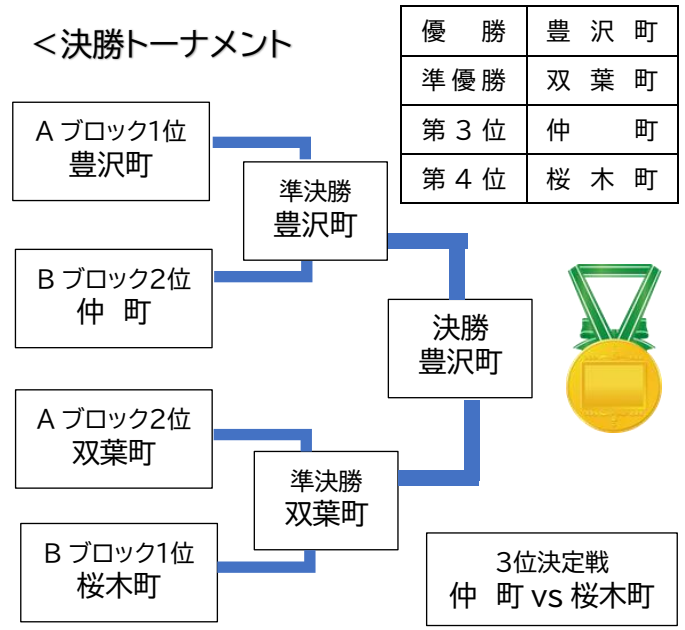 <決勝トーナメント
優勝 豊沢町
準優勝 双葉町
第3位 仲町
第4位 桜木町
A ブロック1位
豊沢町
準決勝
豊沢町
B ブロック2位
仲 町
決勝
豊沢町
A ブロック2位
双葉町
準決勝
双葉町
B ブロック1位
桜木町
3位決定戦
仲 町 vs 桜木町